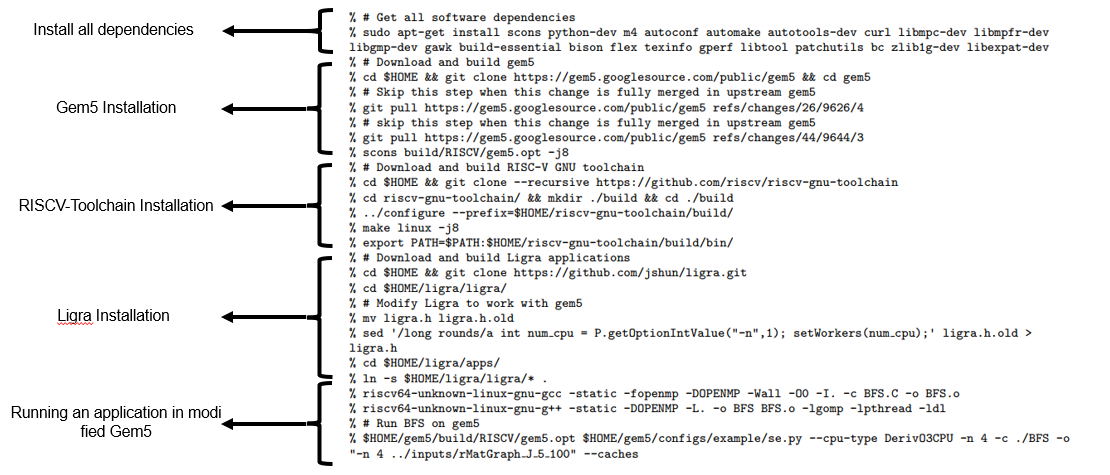 Install all dependencies
% # Get all software dependencies
% sudo apt-get install scons python-dev m4 autoconf automake autotools-dev curl libmpc-dev libmpfr-dev
libgmp-dev gawk build-essential bison flex texinfo gperf libtool patchutils bc zlib1g-dev libexpat-dev
Gem5 Installation
% # Download and build gem5
% cd $HOME && git clone https://gem5.googlesource.com/public/gem5 && cd gem5
% # Skip this step when this change is fully merged in upstream gem5
% git pull https://gem5.googlesource.com/public/gem5 refs/changes/26/9626/4
% # skip this step when this change is fully merged in upstream gem5
% git pull https://gem5.googlesource.com/public/gem5 refs/changes/44/9644/3
% scons build/RISCV/gem5.opt -j8
RISCV-Toolchain Installation
% # Download and build RISC-V GNU toolchain
% cd $HOME && git clone --recursive https://github.com/riscv/riscv-gnu-toolchain
% cd riscv-gnu-toolchain/ && mkdir ./build && cd ./build
% ../configure --prefix=$HOME/riscv-gnu-toolchain/build/
% make linux -j8
% export PATH=$PATH:$HOME/riscv-gnu-toolchain/build/bin/
Ligra Installation
% # Download and build Ligra applications
% cd $HOME && git clone https://github.com/jshun/ligra.git
% cd $HOME/ligra/ligra/
% # Modify Ligra to work with gem5
% mv ligra.h ligra.h.old
% sed '/long rounds/a int num_cpu = P.getOptionIntValue("-n",1); setWorkers(num_cpu);' ligra.h.old >
ligra.h
% cd $HOME/ligra/apps/
% ln -s $HOME/ligra/ligra/* .
Running an application in modi
fied Gem5
% riscv64-unknown-linux-gnu-gcc -static -fopenmp -DOPENMP -Wall -O0 -I. -c BFS.C -o BFS.o
% riscv64-unknown-linux-gnu-g++ -static -DOPENMP -L. -o BFS BFS.o -lgomp -lpthread -ldl
% # Run BFS on gem5
% $HOME/gem5/build/RISCV/gem5.opt $HOME/gem5/configs/example/se.py --cpu-type DerivO3CPU -n 4 -c ./BFS -o
"-n 4 ../inputs/rMatGraph_J_5_100" --caches